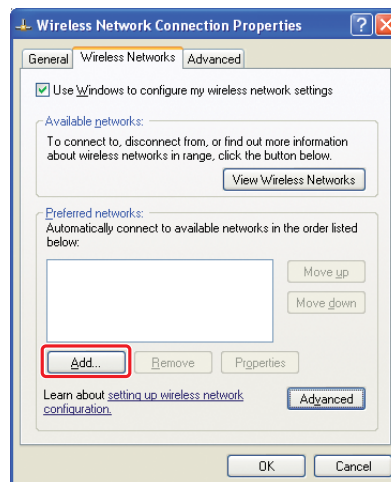 Wireless Network Connection Properties
General Wireless Networks Advanced
Use Windows to configure my wireless network settings
Available networks:
To connect to, disconnect from, or find out more information
about wireless networks in range, click the button below.
View Wireless Networks
Preferred networks:
Automatically connect to available networks in the order listed
below:
Move up
Move down
Add... Remove Properties
Learn about setting up wireless network
configuration.
Advanced
OK Cancel